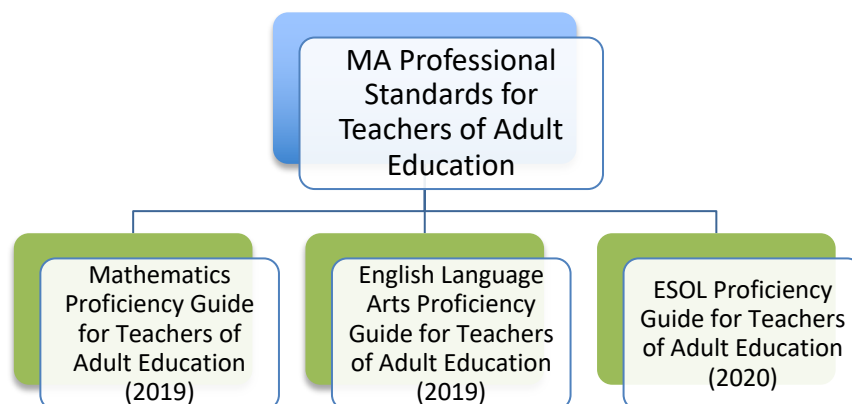 MA Professional
Standards for
Teachers of Adult
Education
Mathematics
Proficiency Guide
for Teachers of
Adult Education
(2019)
English Language
Arts Proficiency
Guide for Teachers
of Adult Education
(2019)
ESOL Proficiency
Guide for Teachers
of Adult Education
(2020)